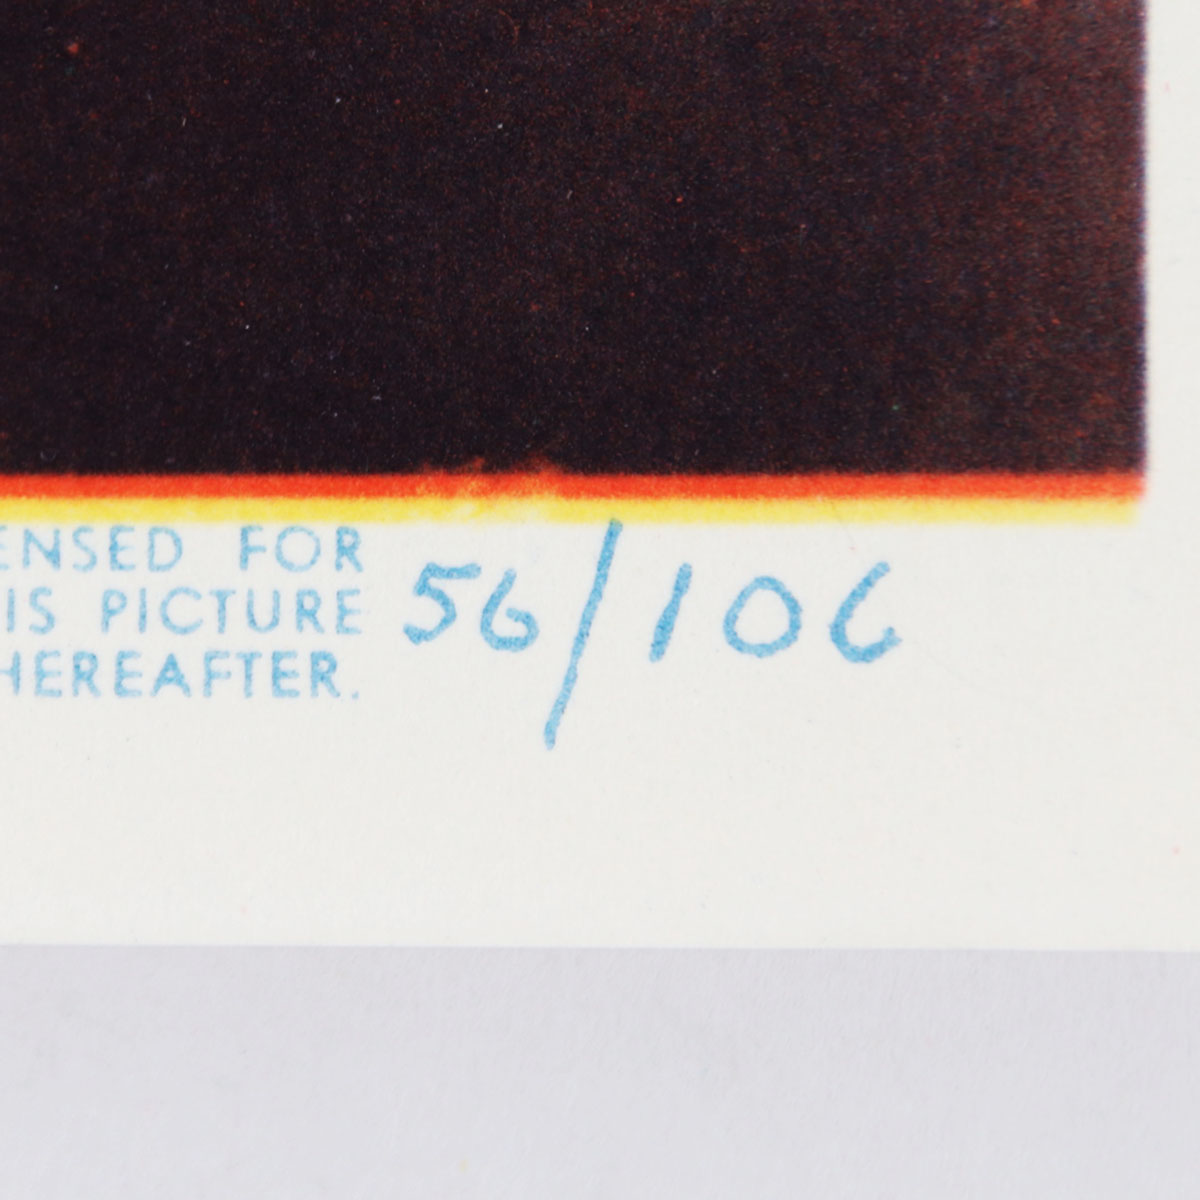 ENSED FOR
IS PICTURE
HEREAFTER.
56/106